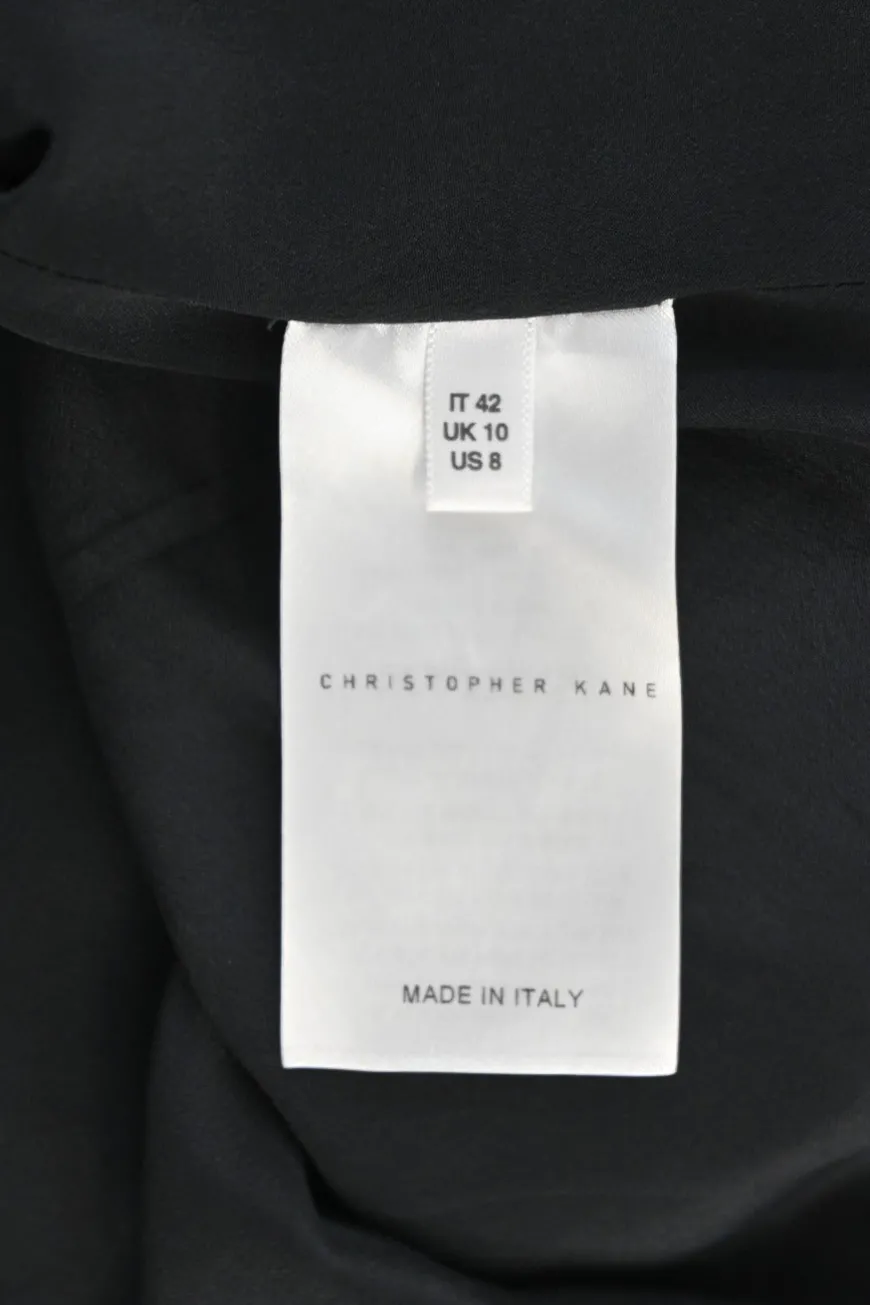 IT 42
UK 10
US 8
CHRISTOPHER KANE
MADE IN ITALY